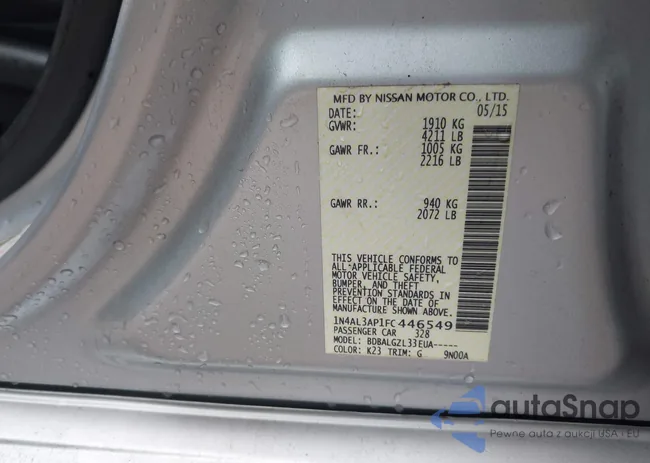 MFD BY NISSAN MOTOR CO., LTD.
DATE: 05/15
GVWR: 1910 KG
4211 LB
GAWR FR.: 1005 KG
2216 LB
GAWR RR.: 940 KG
2072 LB
THIS VEHICLE CONFORMS TO
ALL APPLICABLE FEDERAL
MOTOR VEHICLE SAFETY,
BUMPER, AND THEFT
PREVENTION STANDARDS IN
EFFECT ON THE DATE OF
MANUFACTURE SHOWN ABOVE.
1N4AL3AP1FC446549
PASSENGER CAR 328
MODEL: BDBALGZL33EUA-----
COLOR: K23 TRIM: G 9N00A
autoSnap
Pewne auta z aukcji USA i EU